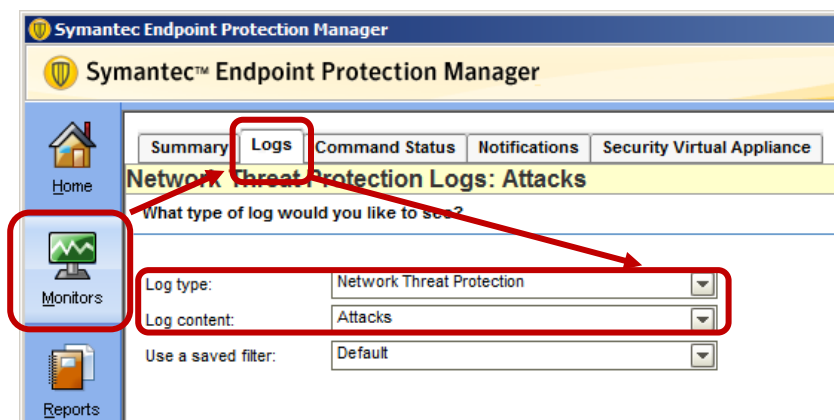 Symantec Endpoint Protection Manager
Symantec™ Endpoint Protection Manager
Home
Monitors
Reports
Summary Logs Command Status Notifications Security Virtual Appliance
Network Threat Protection Logs: Attacks
What type of log would you like to see?
Log type: Network Threat Protection
Log content: Attacks
Use a saved filter: Default